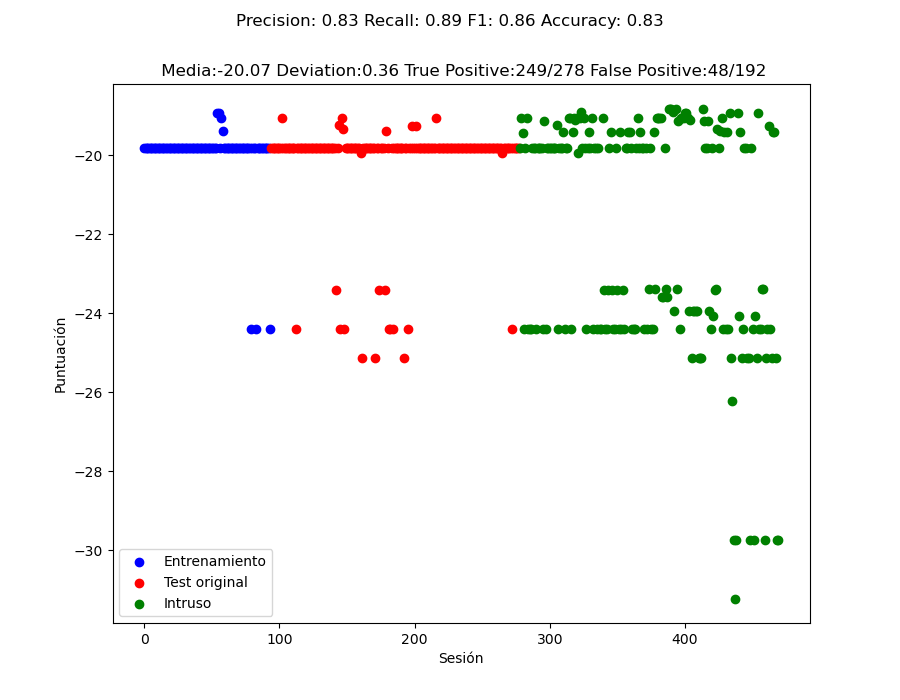 Precision: 0.83 Recall: 0.89 F1: 0.86 Accuracy: 0.83
Media:-20.07 Deviation:0.36 True Positive:249/278 False Positive:48/192
Puntuación
−20
−22
−24
−26
−28
−30
Entrenamiento
Test original
Intruso
0 100 200 300 400
Sesión